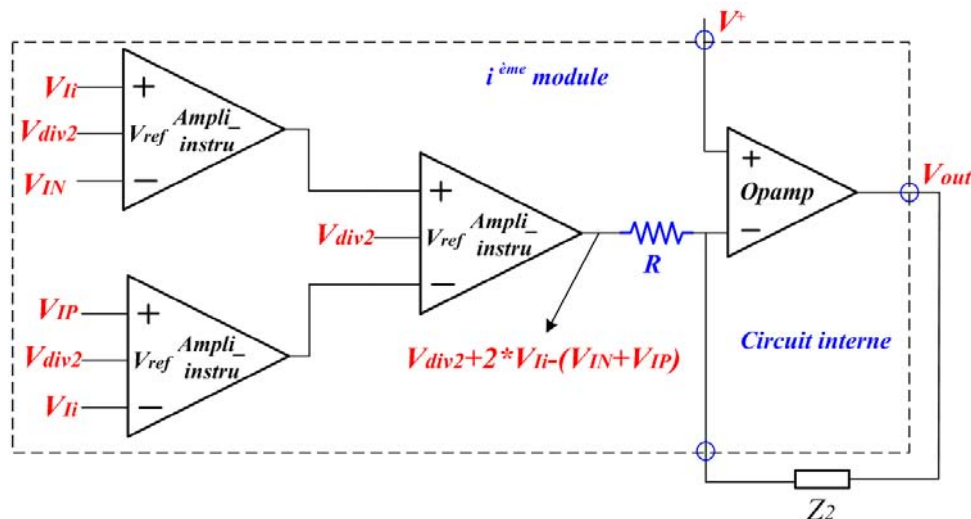 V+
i ème module
VIi
Vdiv2
VIN
+
Vref
−
Ampli_
instru
VIP
Vdiv2
VIi
+
Vref
−
Ampli_
instru
Vdiv2
+
Vref
−
Ampli_
instru
R
+
Opamp
−
Vout
Vdiv2+2*VIi-(VIN+VIP)
Circuit interne
Z2